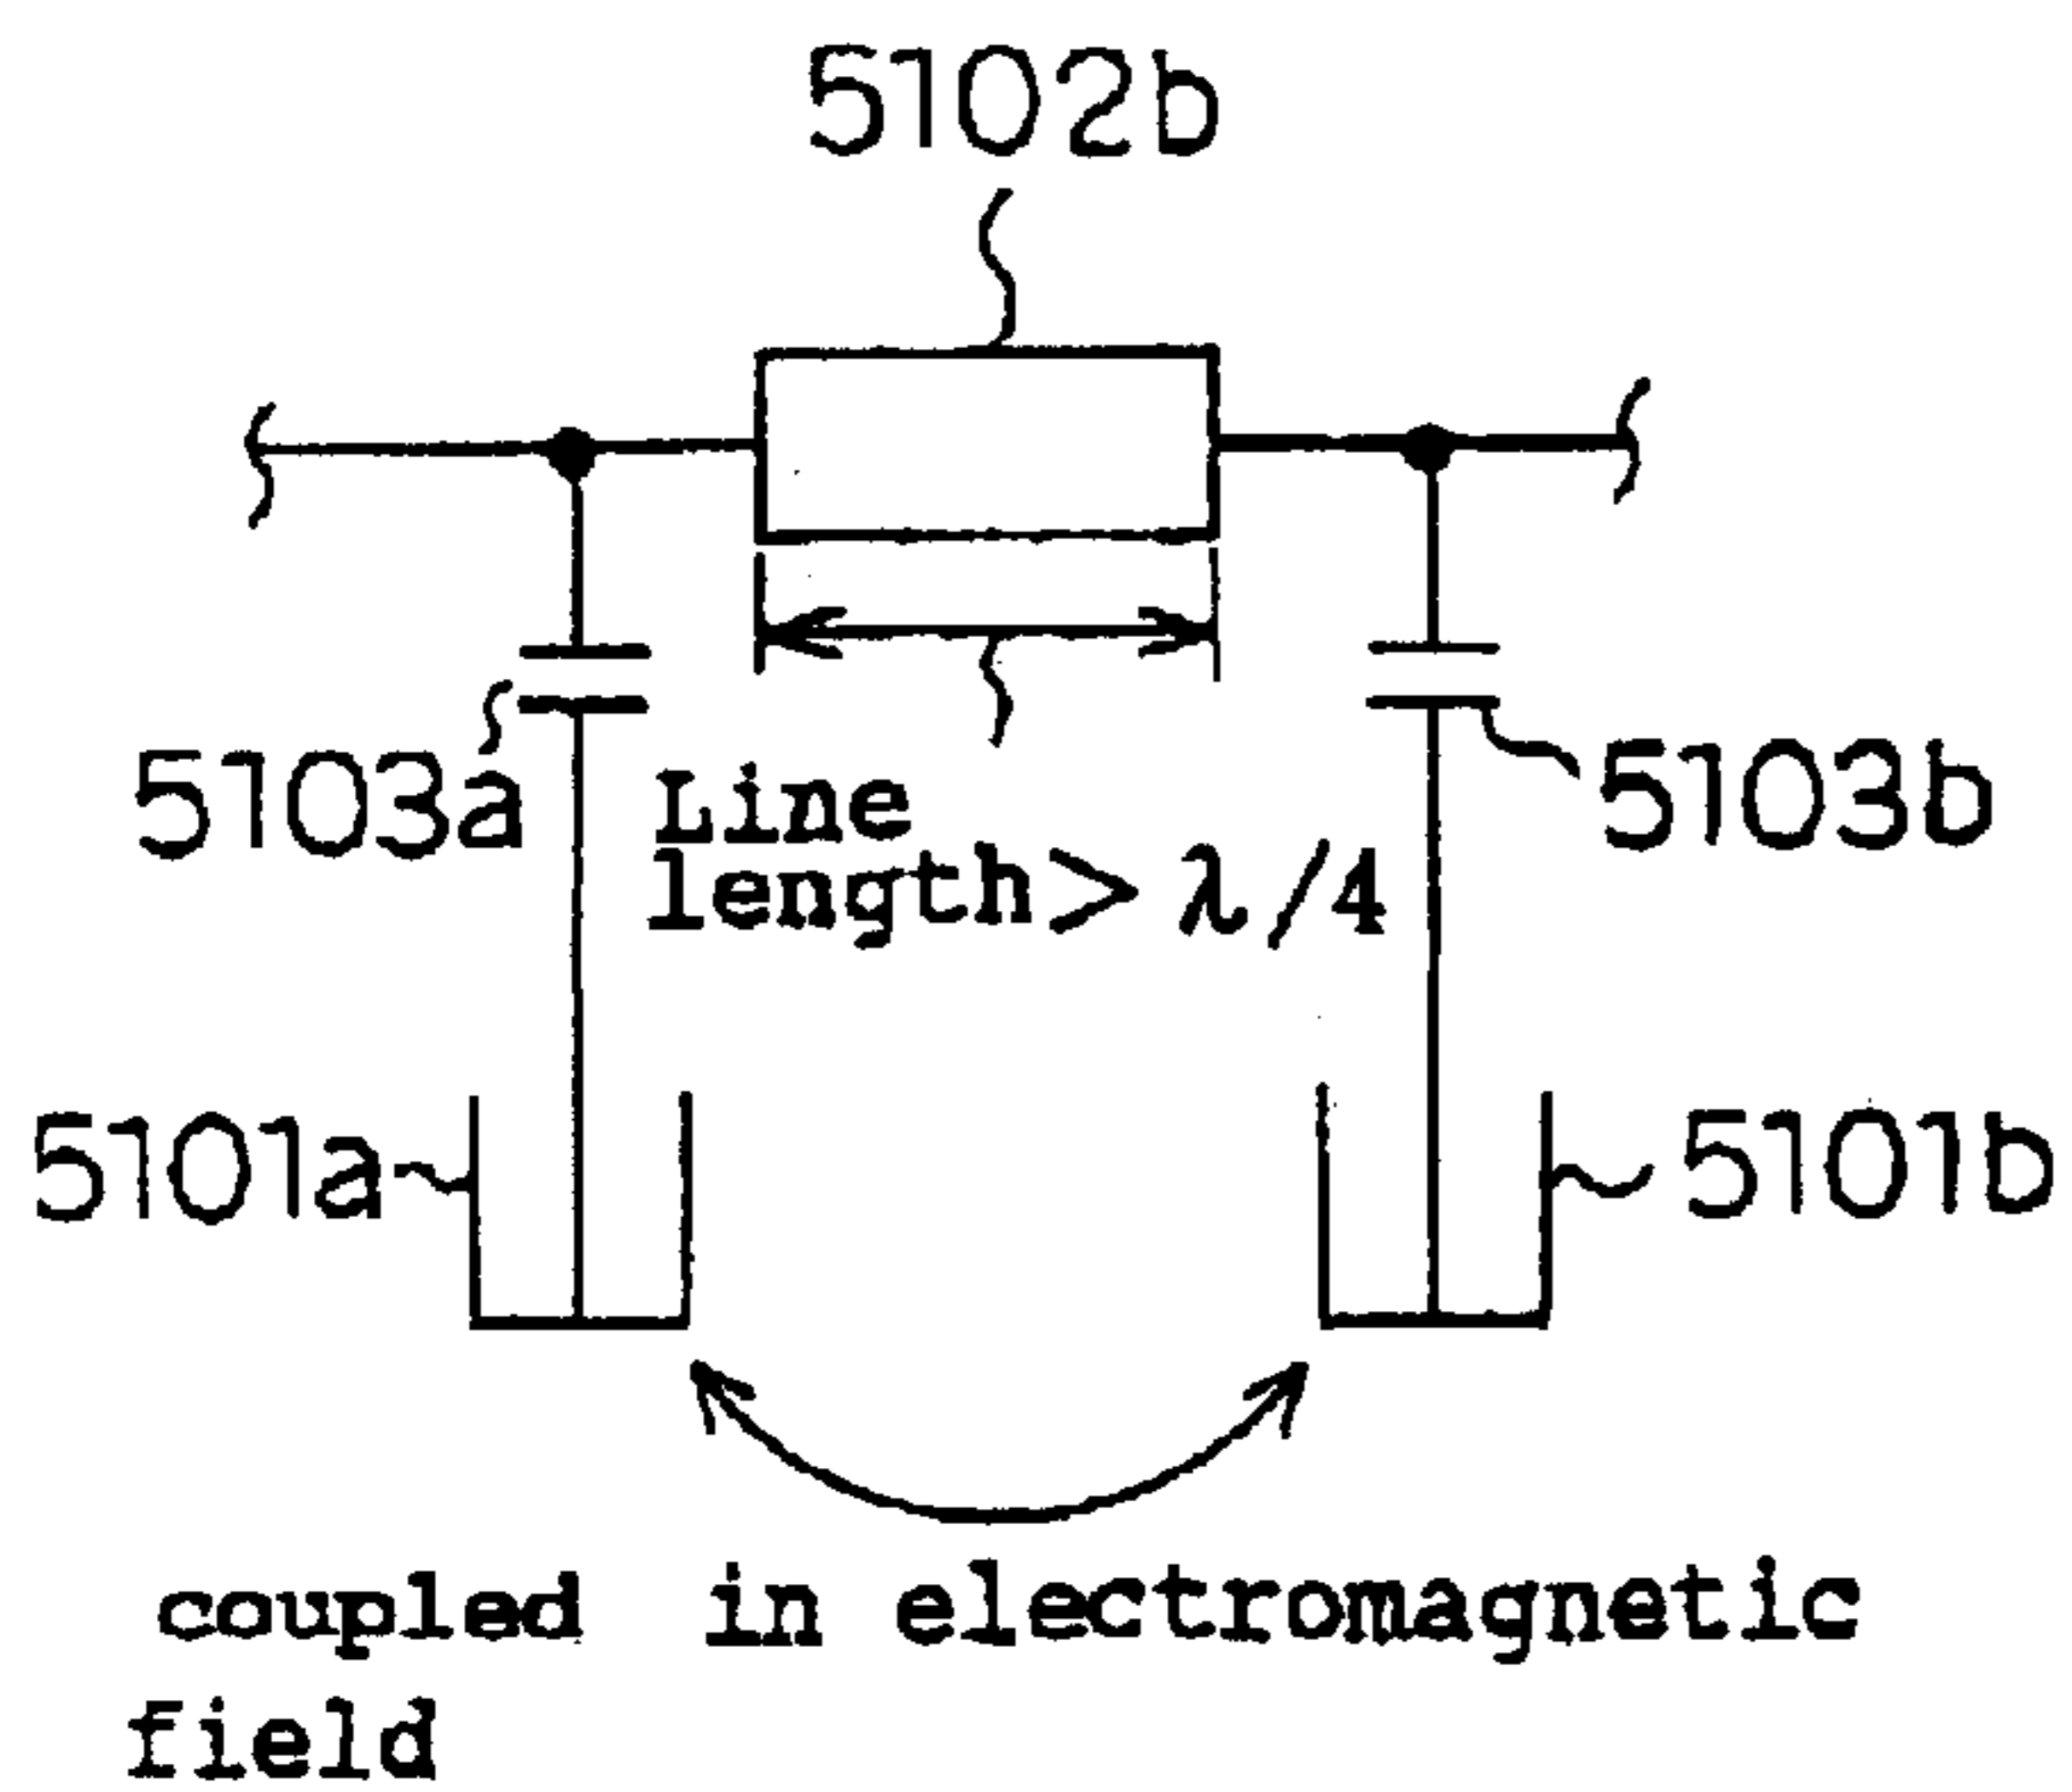 5102b
5103a
Line
length> λ/4
5103b
5101a
5101b
coupled in electromagnetic
field